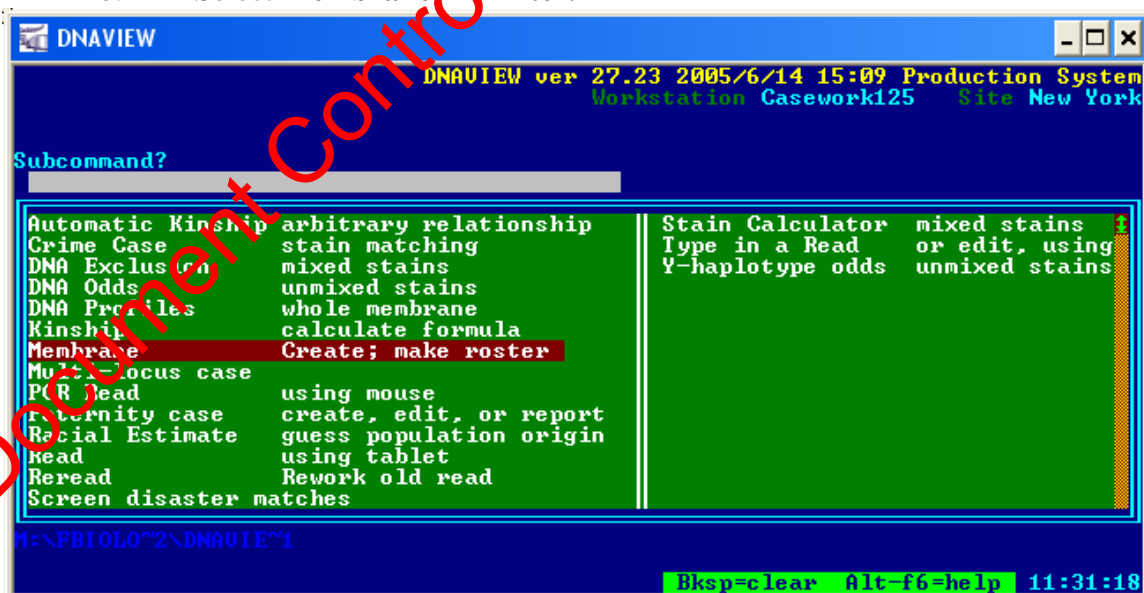 DNAVIEW
DNAVIEW ver 27.23 2005/6/14 15:09 Production System
Workstation Casework125 Site New York
Subcommand?
Automatic Kinship arbitrary relationship
Crime Case stain matching
DNA Exclusion mixed stains
DNA Odds unmixed stains
DNA Profiles whole membrane
Kinship calculate formula
Membrane Create; make roster
Multi-locus case
PCR Read using mouse
Paternity case create, edit, or report
Racial Estimate guess population origin
Read using tablet
Reread Rework old read
Screen disaster matches
Stain Calculator mixed stains
Type in a Read or edit, using
Y-haplotype odds unmixed stains
M:\FBIOLO~2\DNAVIE~1
Bksp=clear Alt-f6=help 11:31:18
Document Contro